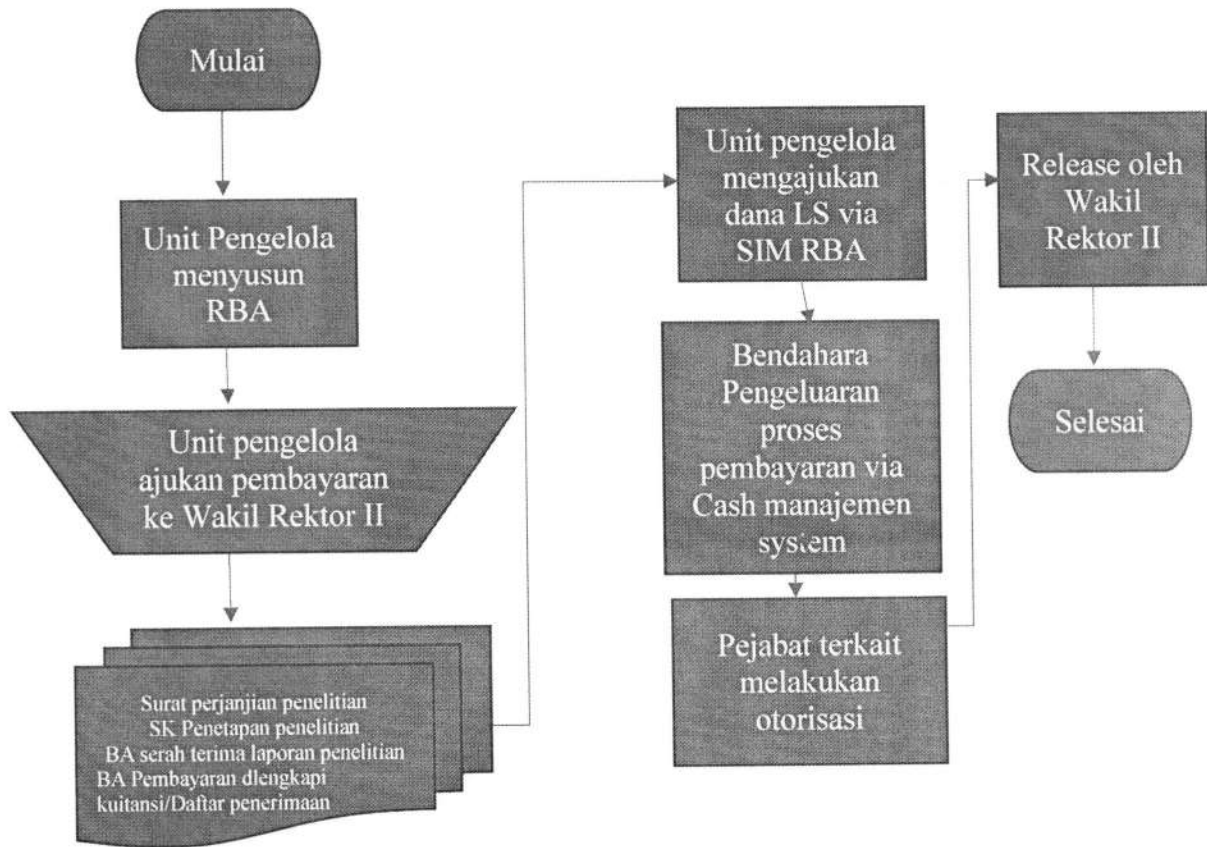 Mulai
Unit Pengelola
menyusun
RBA
Unit pengelola
ajukan pembayaran
ke Wakil Rektor II
Surat perjanjian penelitian
SK Penetapan penelitian
BA serah terima laporan penelitian
BA Pembayaran dlengkapi
kuitansi/Daftar penerimaan
Unit pengelola
mengajukan
dana LS via
SIM RBA
Bendahara
Pengeluaran
proses
pembayaran via
Cash manajemen
system
Pejabat terkait
melakukan
otorisasi
Release oleh
Wakil
Rektor II
Selesai